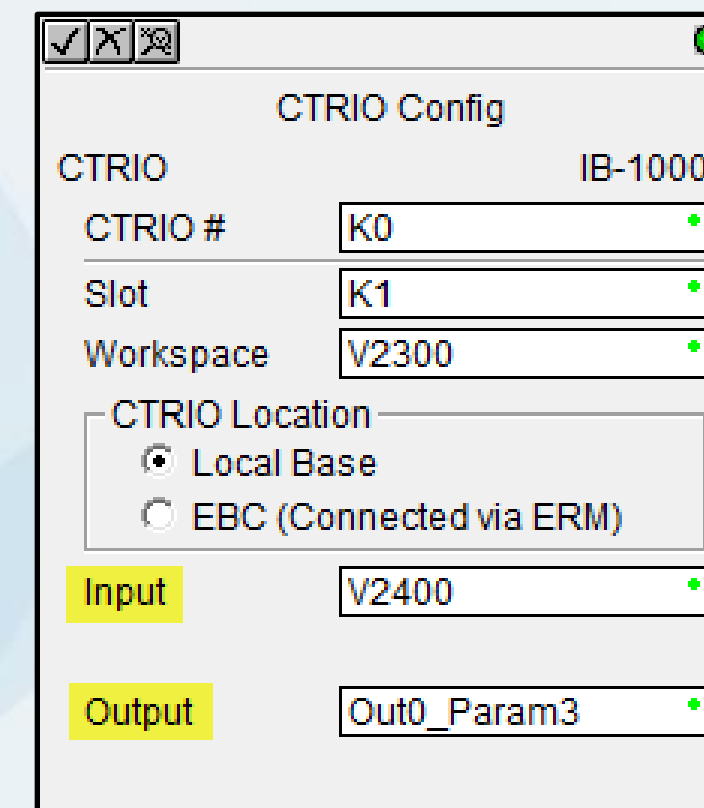 CTRIO Config
CTRIO IB-1000
CTRIO # K0
Slot K1
Workspace V2300
CTRIO Location
Local Base
EBC (Connected via ERM)
Input V2400
Output Out0_Param3